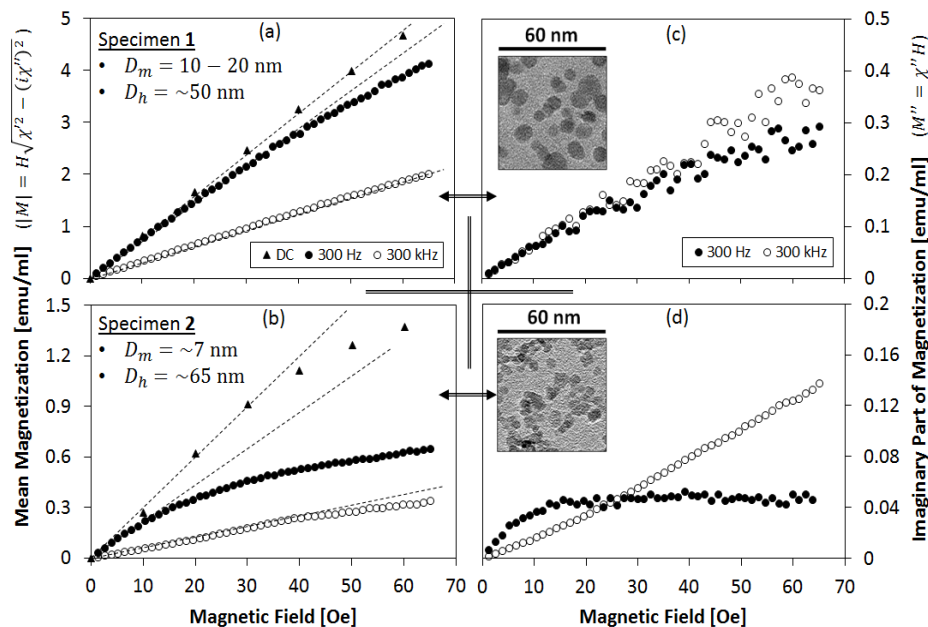 Mean Magnetization [emu/ml] (|M| = H√χ′² − (iχ″)²)
(a)
Specimen 1
• Dₘ = 10 − 20 nm
• Dₕ = ~50 nm
5
4
3
2
1
0
▲ DC ● 300 Hz ○ 300 kHz
(c)
60 nm
0.5
0.4
0.3
0.2
0.1
0
● 300 Hz ○ 300 kHz
Imaginary Part of Magnetization [emu/ml] (M″ = χ″H)
(b)
Specimen 2
• Dₘ = ~7 nm
• Dₕ = ~65 nm
1.5
1.2
0.9
0.6
0.3
0
0 10 20 30 40 50 60 70
Magnetic Field [Oe]
(d)
60 nm
0.2
0.16
0.12
0.08
0.04
0
0 10 20 30 40 50 60 70
Magnetic Field [Oe]